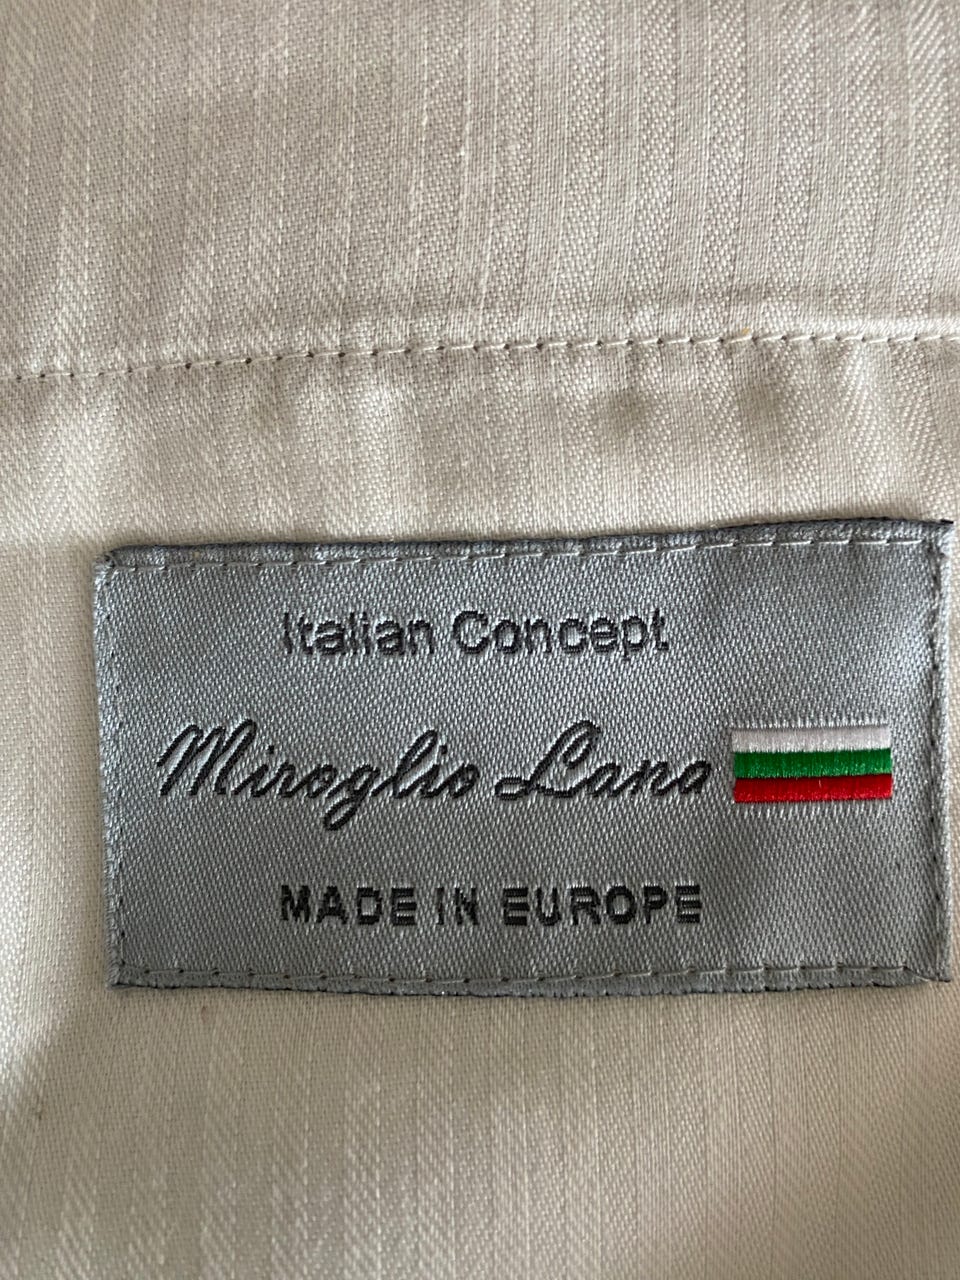 Italian Concept
Miroglio Lana
MADE IN EUROPE